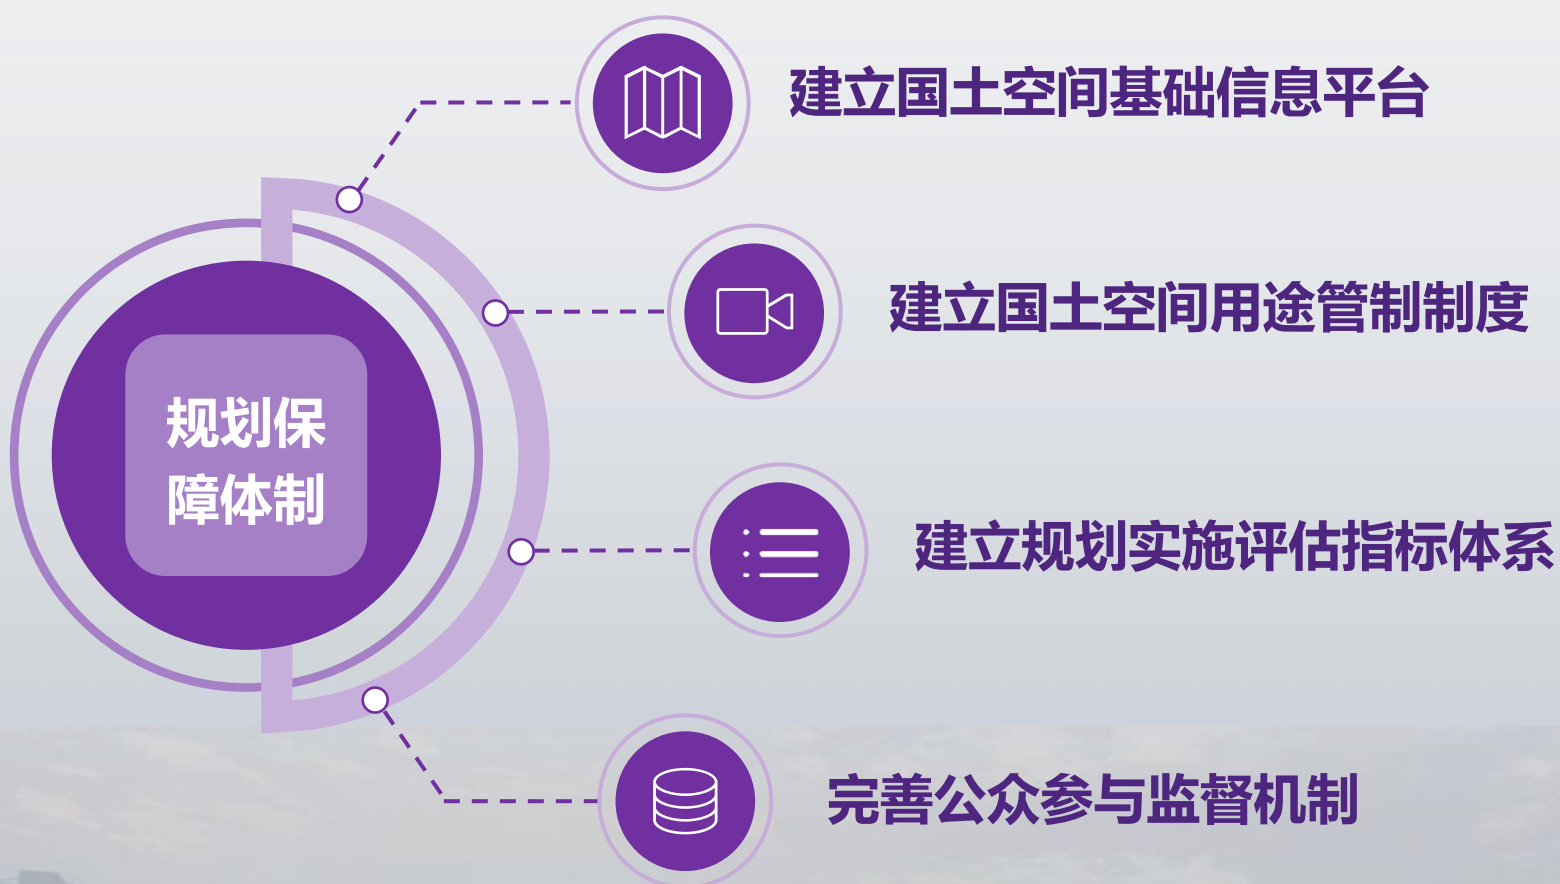 建立国土空间基础信息平台
建立国土空间用途管制制度
规划保
障体制
建立规划实施评估指标体系
完善公众参与监督机制